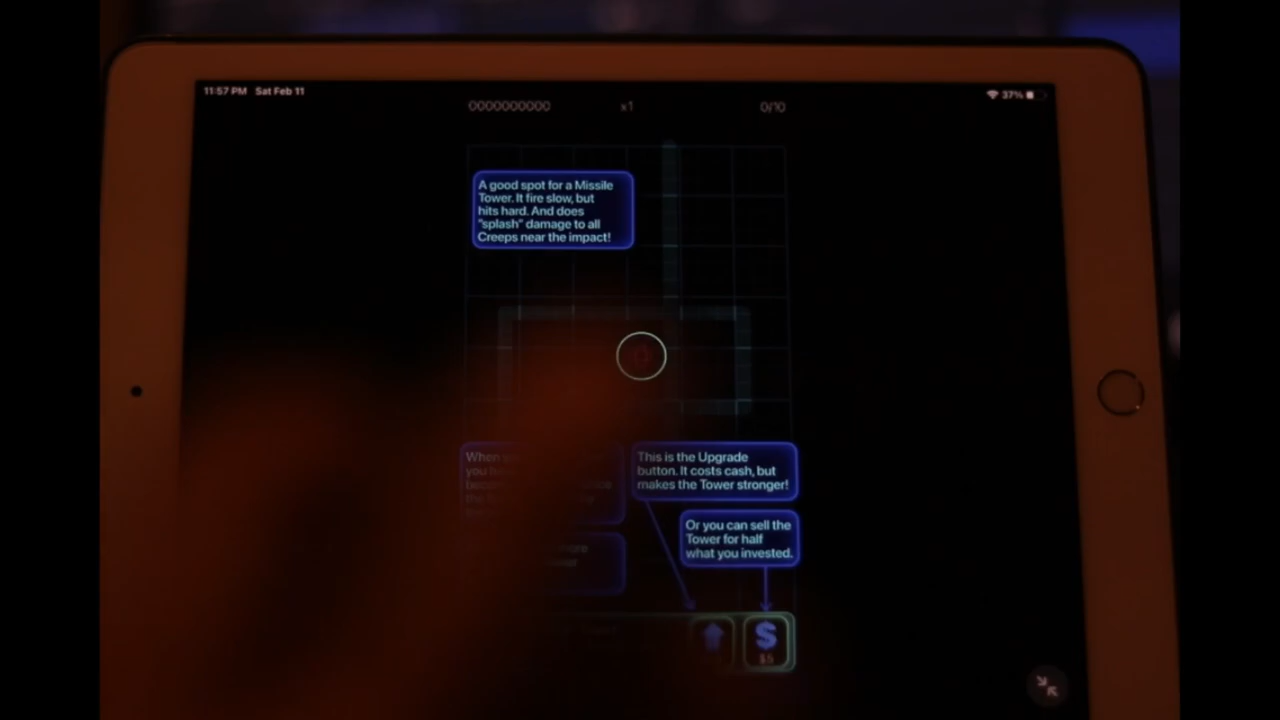 11:57 PM Sat Feb 11
37%
0000000000 x1 0/10
A good spot for a Missile
Tower. It fire slow, but
hits hard. And does
"splash" damage to all
Creeps near the impact!
When
This is the Upgrade
button. It costs cash, but
makes the Tower stronger!
Or you can sell the
Tower for half
what you invested.
$
$5